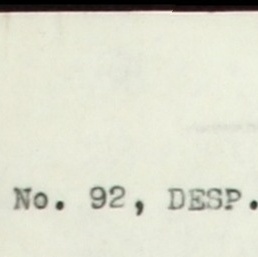 No. 92, DESP.